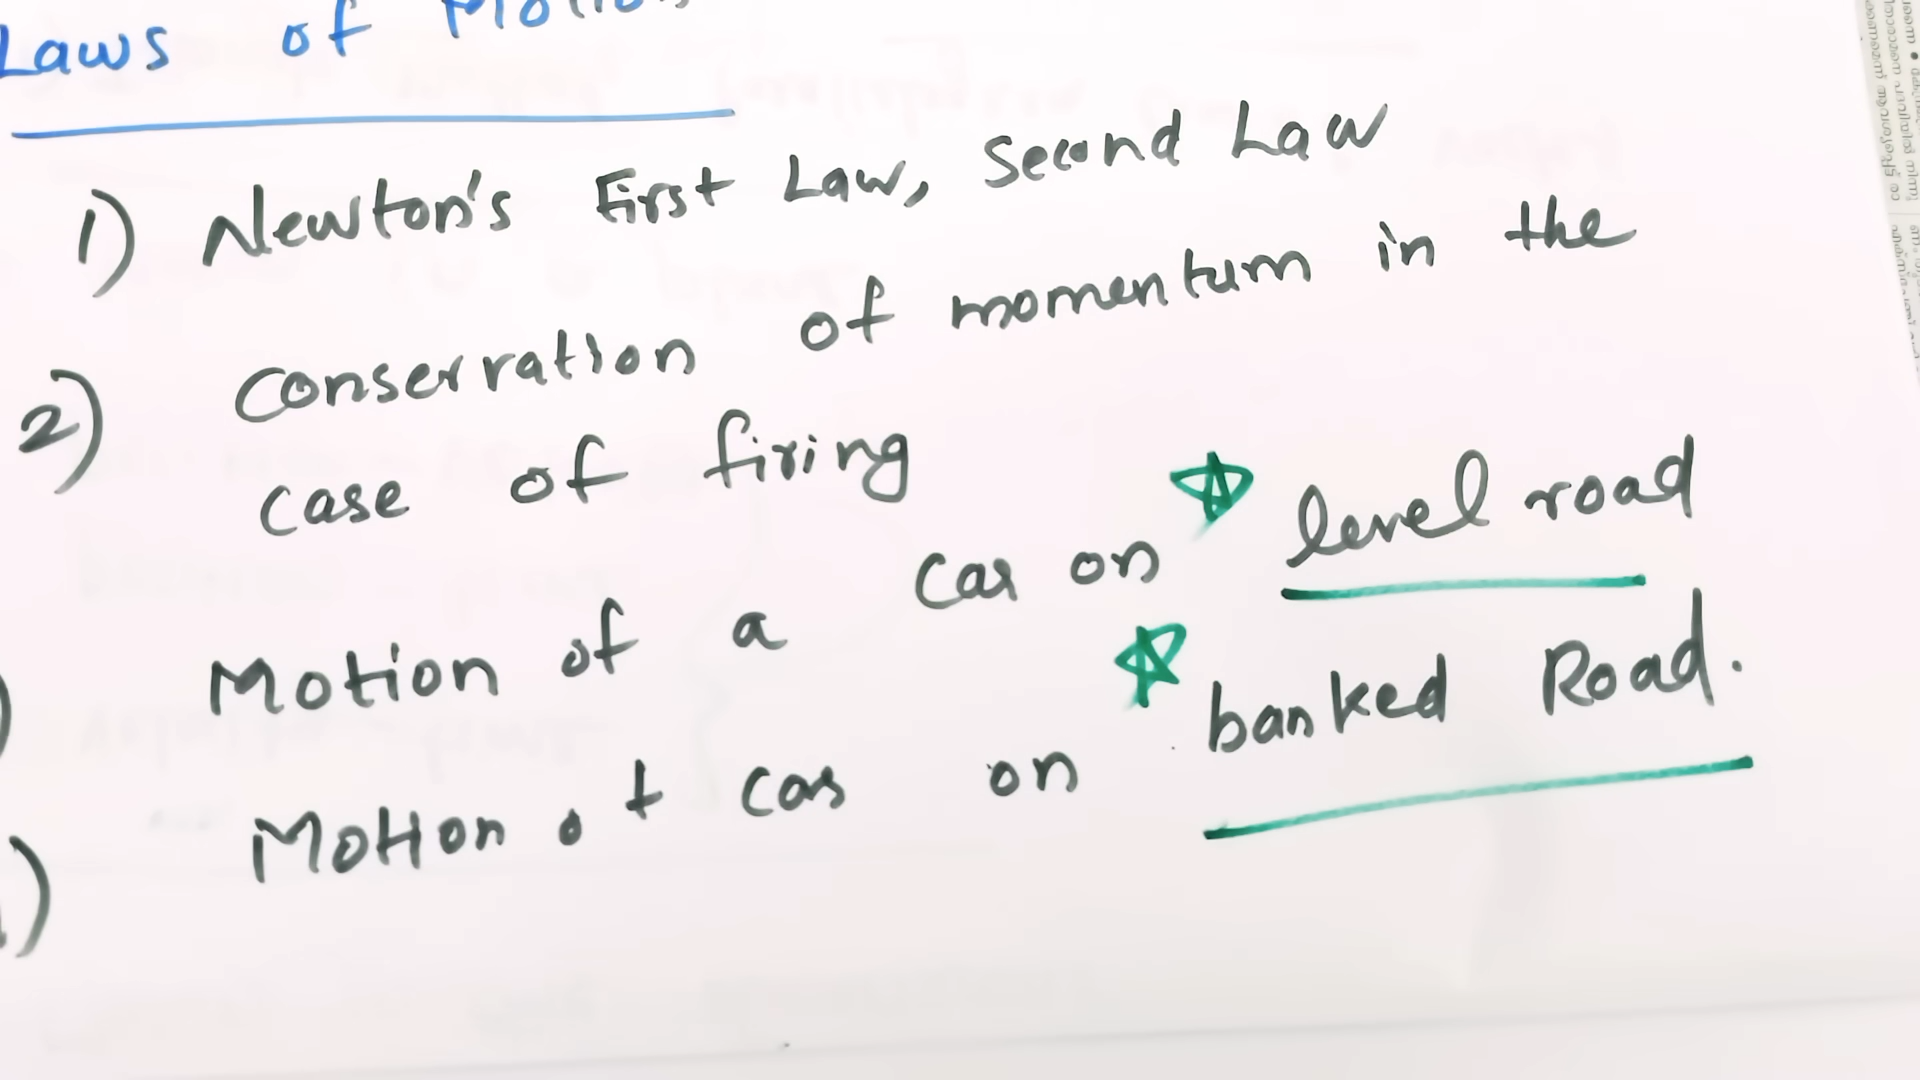 Laws of Motion
1) Newton's First Law, Second Law
2) Conservation of momentum in the
case of firing
) Motion of a car on level road
) Motion of car on banked Road.